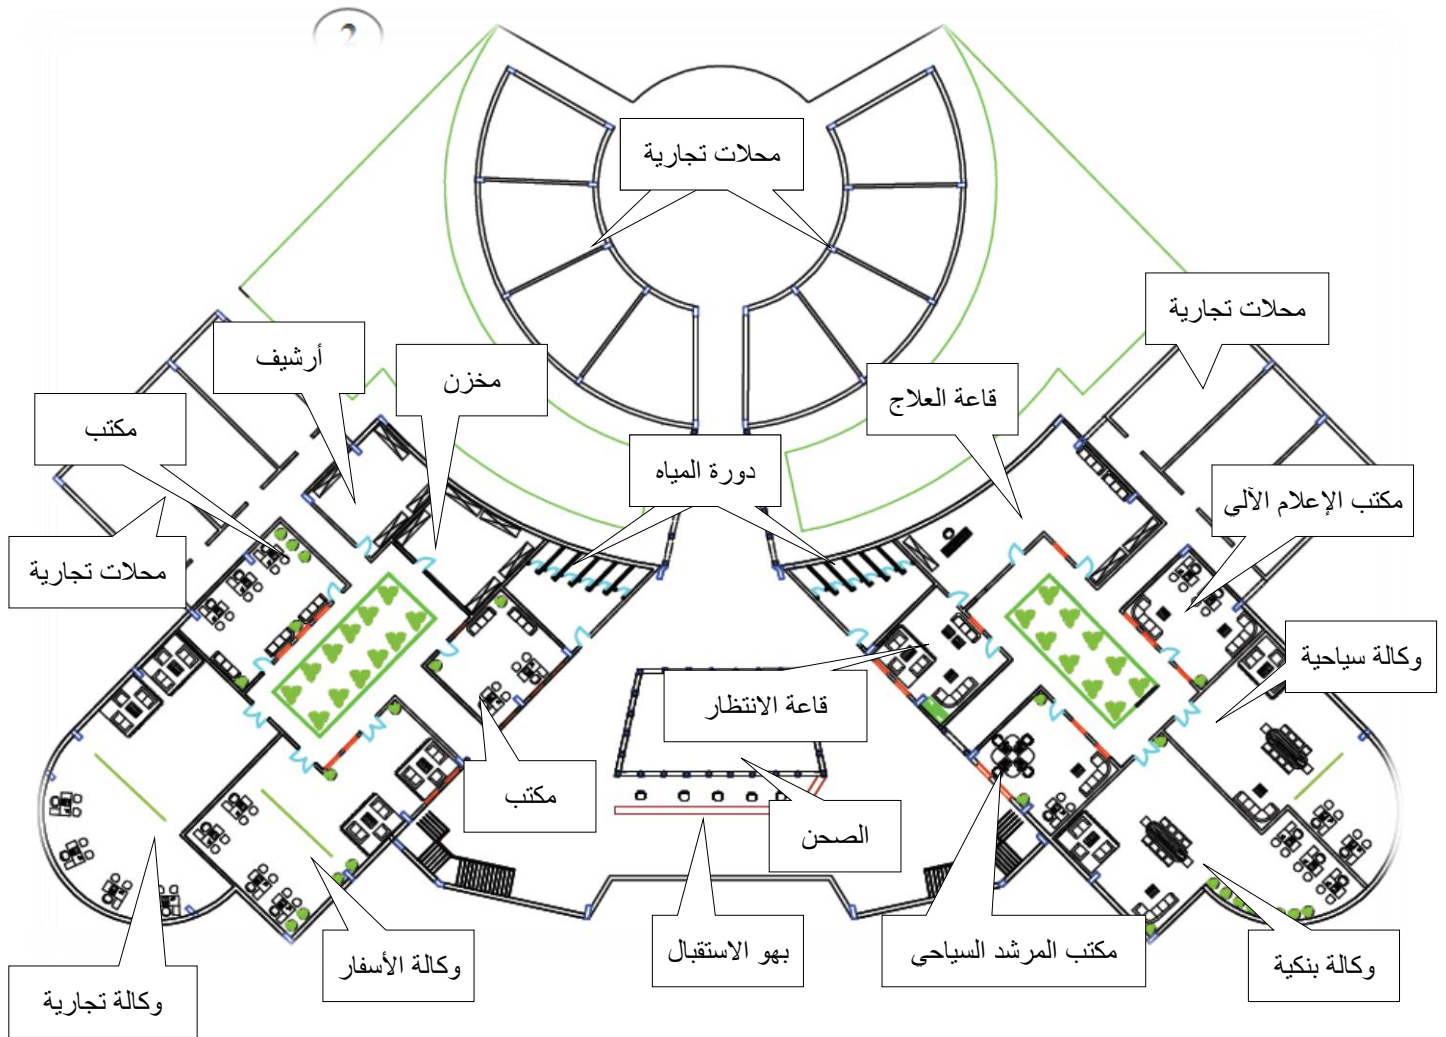 2
محلات تجارية
محلات تجارية
أرشيف
مخزن
قاعة العلاج
مكتب
دورة المياه
مكتب الإعلام الآلي
محلات تجارية
وكالة سياحية
قاعة الانتظار
مكتب
الصحن
وكالة الأسفار
بهو الاستقبال
مكتب المرشد السياحي
وكالة بنكية
وكالة تجارية